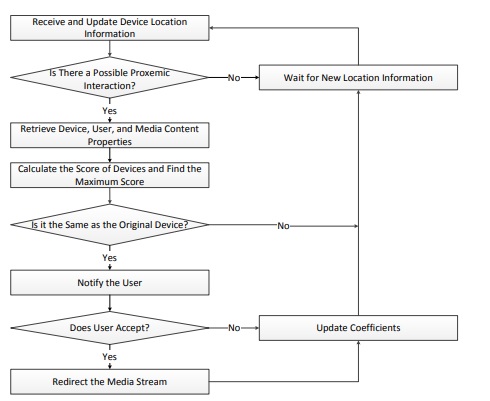 Receive and Update Device Location
Information
Is There a Possible Proxemic
Interaction?
No
Wait for New Location Information
Yes
Retrieve Device, User, and Media Content
Properties
Calculate the Score of Devices and Find the
Maximum Score
Is it the Same as the Original Device?
No
Yes
Notify the User
Does User Accept?
No
Update Coefficients
Yes
Redirect the Media Stream